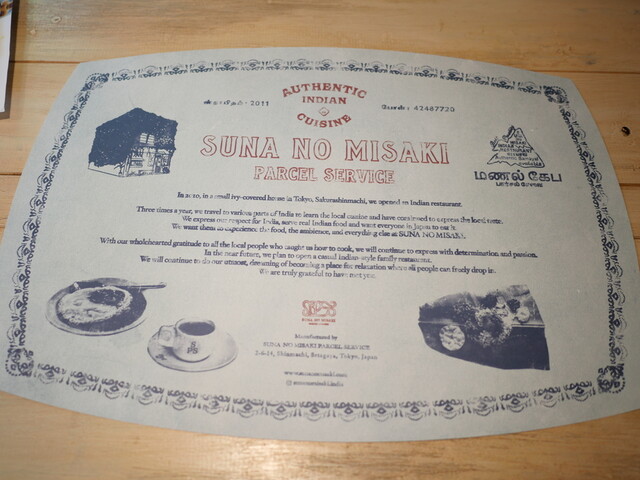 AUTHENTIC
INDIAN
CUISINE
2011
போன் : 42487720
SUNA NO MISAKI
PARCEL SERVICE
மணல் கேப
பார்சல் சேவை
In 2010, in a small ivy-covered house in Tokyo, Sakurashinmachi, we opened an Indian restaurant.
Three times a year, we travel to various parts of India to learn the local cuisine and have continued to express the local taste.
We express our respect for India, serve real Indian food and want everyone in Japan to eat it.
We want them to experience the food, the ambience, and everything else at SUNA NO MISAKI.
With our wholehearted gratitude to all the local people who taught us how to cook, we will continue to express with determination and passion.
In the near future, we plan to open a casual indian-style family restaurant.
We will continue to do our utmost, dreaming of becoming a place for relaxation where all people can freely drop in.
We are truly grateful to have met you.
SUNA NO MISAKI
Manufactured by
SUNA NO MISAKI PARCEL SERVICE
Shinmachi, Setagaya, Tokyo, Japan